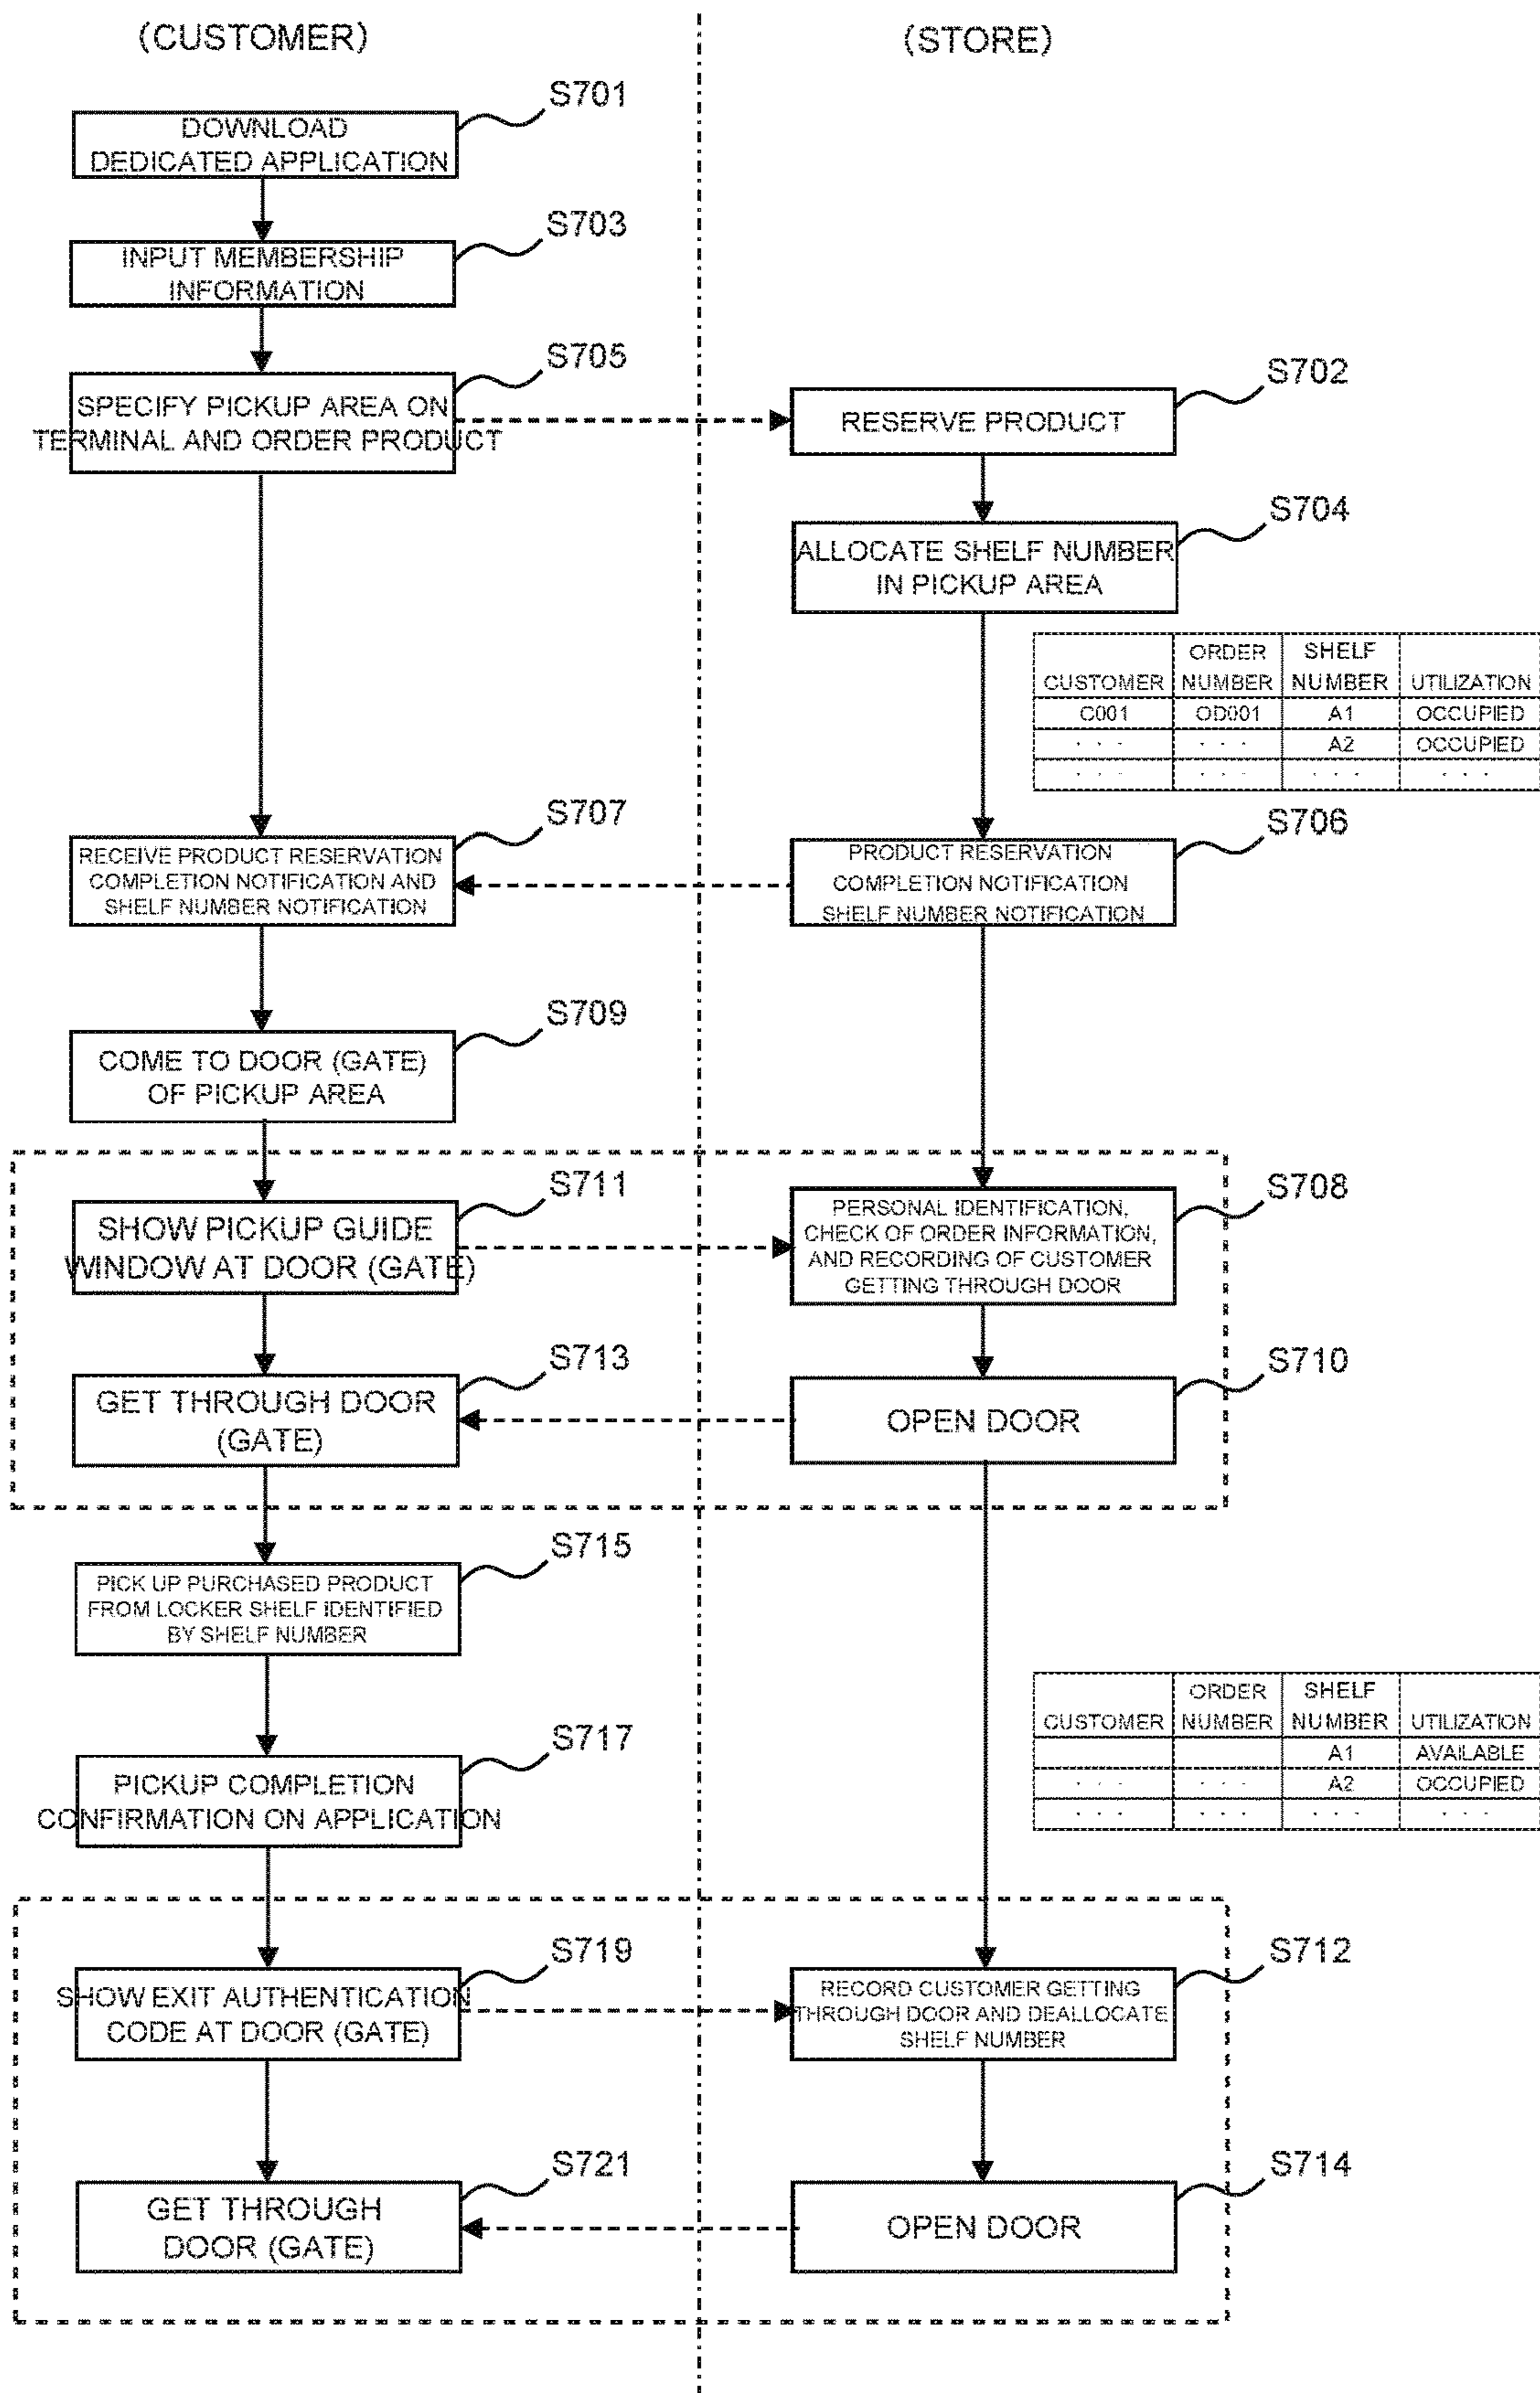 (CUSTOMER)
(STORE)
S701
DOWNLOAD
DEDICATED APPLICATION
S703
INPUT MEMBERSHIP
INFORMATION
S705
SPECIFY PICKUP AREA ON
TERMINAL AND ORDER PRODUCT
S702
RESERVE PRODUCT
S704
ALLOCATE SHELF NUMBER
IN PICKUP AREA
ORDER SHELF
CUSTOMER NUMBER NUMBER UTILIZATION
C001 OD001 A1 OCCUPIED
· · · · · · A2 OCCUPIED
· · · · · · · · · · · ·
S707
RECEIVE PRODUCT RESERVATION
COMPLETION NOTIFICATION AND
SHELF NUMBER NOTIFICATION
S706
PRODUCT RESERVATION
COMPLETION NOTIFICATION
SHELF NUMBER NOTIFICATION
S709
COME TO DOOR (GATE)
OF PICKUP AREA
S711
SHOW PICKUP GUIDE
WINDOW AT DOOR (GATE)
S708
PERSONAL IDENTIFICATION,
CHECK OF ORDER INFORMATION,
AND RECORDING OF CUSTOMER
GETTING THROUGH DOOR
S713
GET THROUGH DOOR
(GATE)
S710
OPEN DOOR
S715
PICK UP PURCHASED PRODUCT
FROM LOCKER SHELF IDENTIFIED
BY SHELF NUMBER
ORDER SHELF
CUSTOMER NUMBER NUMBER UTILIZATION
A1 AVAILABLE
· · · · · · A2 OCCUPIED
· · · · · · · · · · · ·
S717
PICKUP COMPLETION
CONFIRMATION ON APPLICATION
S719
SHOW EXIT AUTHENTICATION
CODE AT DOOR (GATE)
S712
RECORD CUSTOMER GETTING
THROUGH DOOR AND DEALLOCATE
SHELF NUMBER
S721
GET THROUGH
DOOR (GATE)
S714
OPEN DOOR